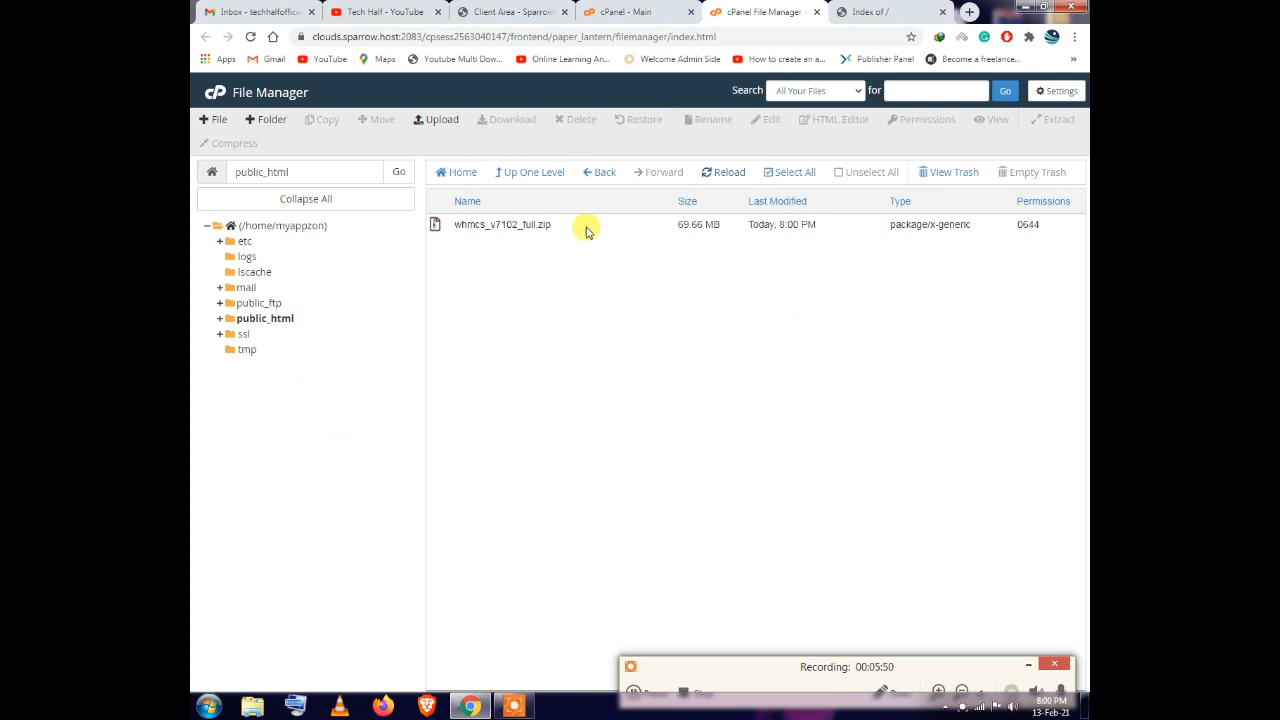 Inbox - techhalfoffici
Tech Half - YouTube
Client Area - Sparrow
cPanel - Main
cPanel File Manager v
Index of /
clouds.sparrow.host:2083/cpsess2563040147/frontend/paper_lantern/filemanager/index.html
Apps
Gmail
YouTube
Maps
Youtube Multi Dow...
Online Learning An...
Welcome Admin Side
How to create an a...
Publisher Panel
Become a freelance...
cP File Manager
Search All Your Files for Go Settings
+ File
+ Folder
Copy
Move
Upload
Download
Delete
Restore
Rename
Edit
HTML Editor
Permissions
View
Extract
Compress
public_html Go
Home
Up One Level
Back
Forward
Reload
Select All
Unselect All
View Trash
Empty Trash
Collapse All
Name Size Last Modified Type Permissions
whmcs_v7102_full.zip 69.66 MB Today, 8:00 PM package/x-generic 0644
(/home/myappzon)
etc
logs
lscache
mail
public_ftp
public_html
ssl
tmp
Recording: 00:05:50
Stop
8:00 PM
13-Feb-21